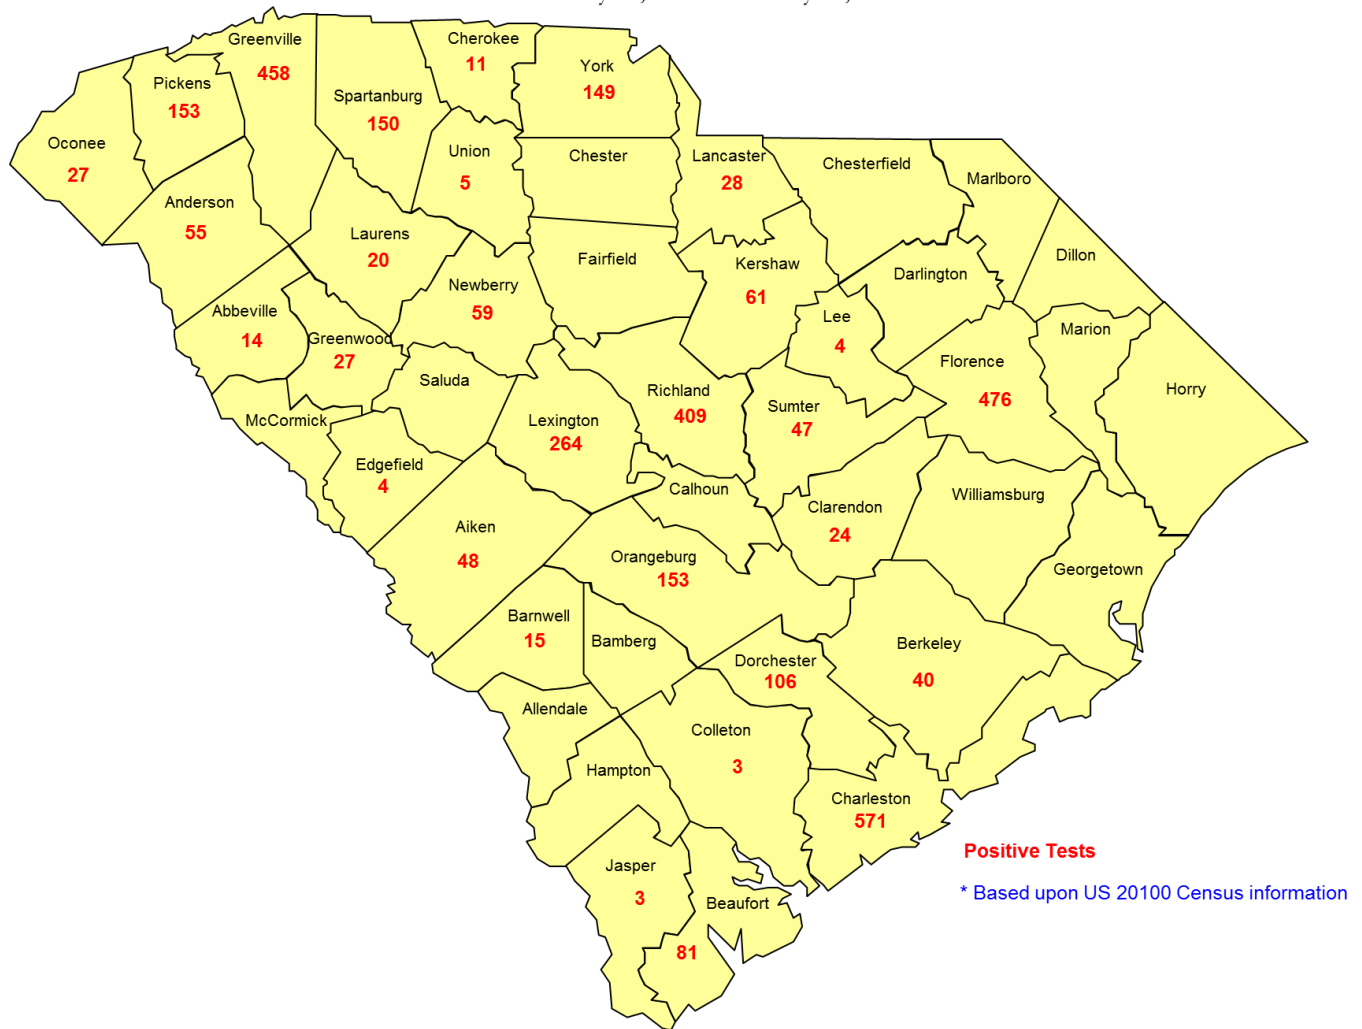 Greenville
458
Cherokee
11
York
149
Pickens
153
Spartanburg
150
Oconee
27
Union
5
Chester
Lancaster
28
Chesterfield
Marlboro
Anderson
55
Laurens
20
Newberry
59
Fairfield
Kershaw
61
Darlington
Dillon
Abbeville
14
Greenwood
27
Lee
4
Marion
Florence
476
Horry
Saluda
Richland
409
Sumter
47
McCormick
Lexington
264
Edgefield
4
Calhoun
Clarendon
24
Williamsburg
Aiken
48
Orangeburg
153
Georgetown
Barnwell
15
Bamberg
Dorchester
106
Berkeley
40
Allendale
Colleton
3
Hampton
Charleston
571
Jasper
3
Beaufort
81
Positive Tests
* Based upon US 20100 Census information